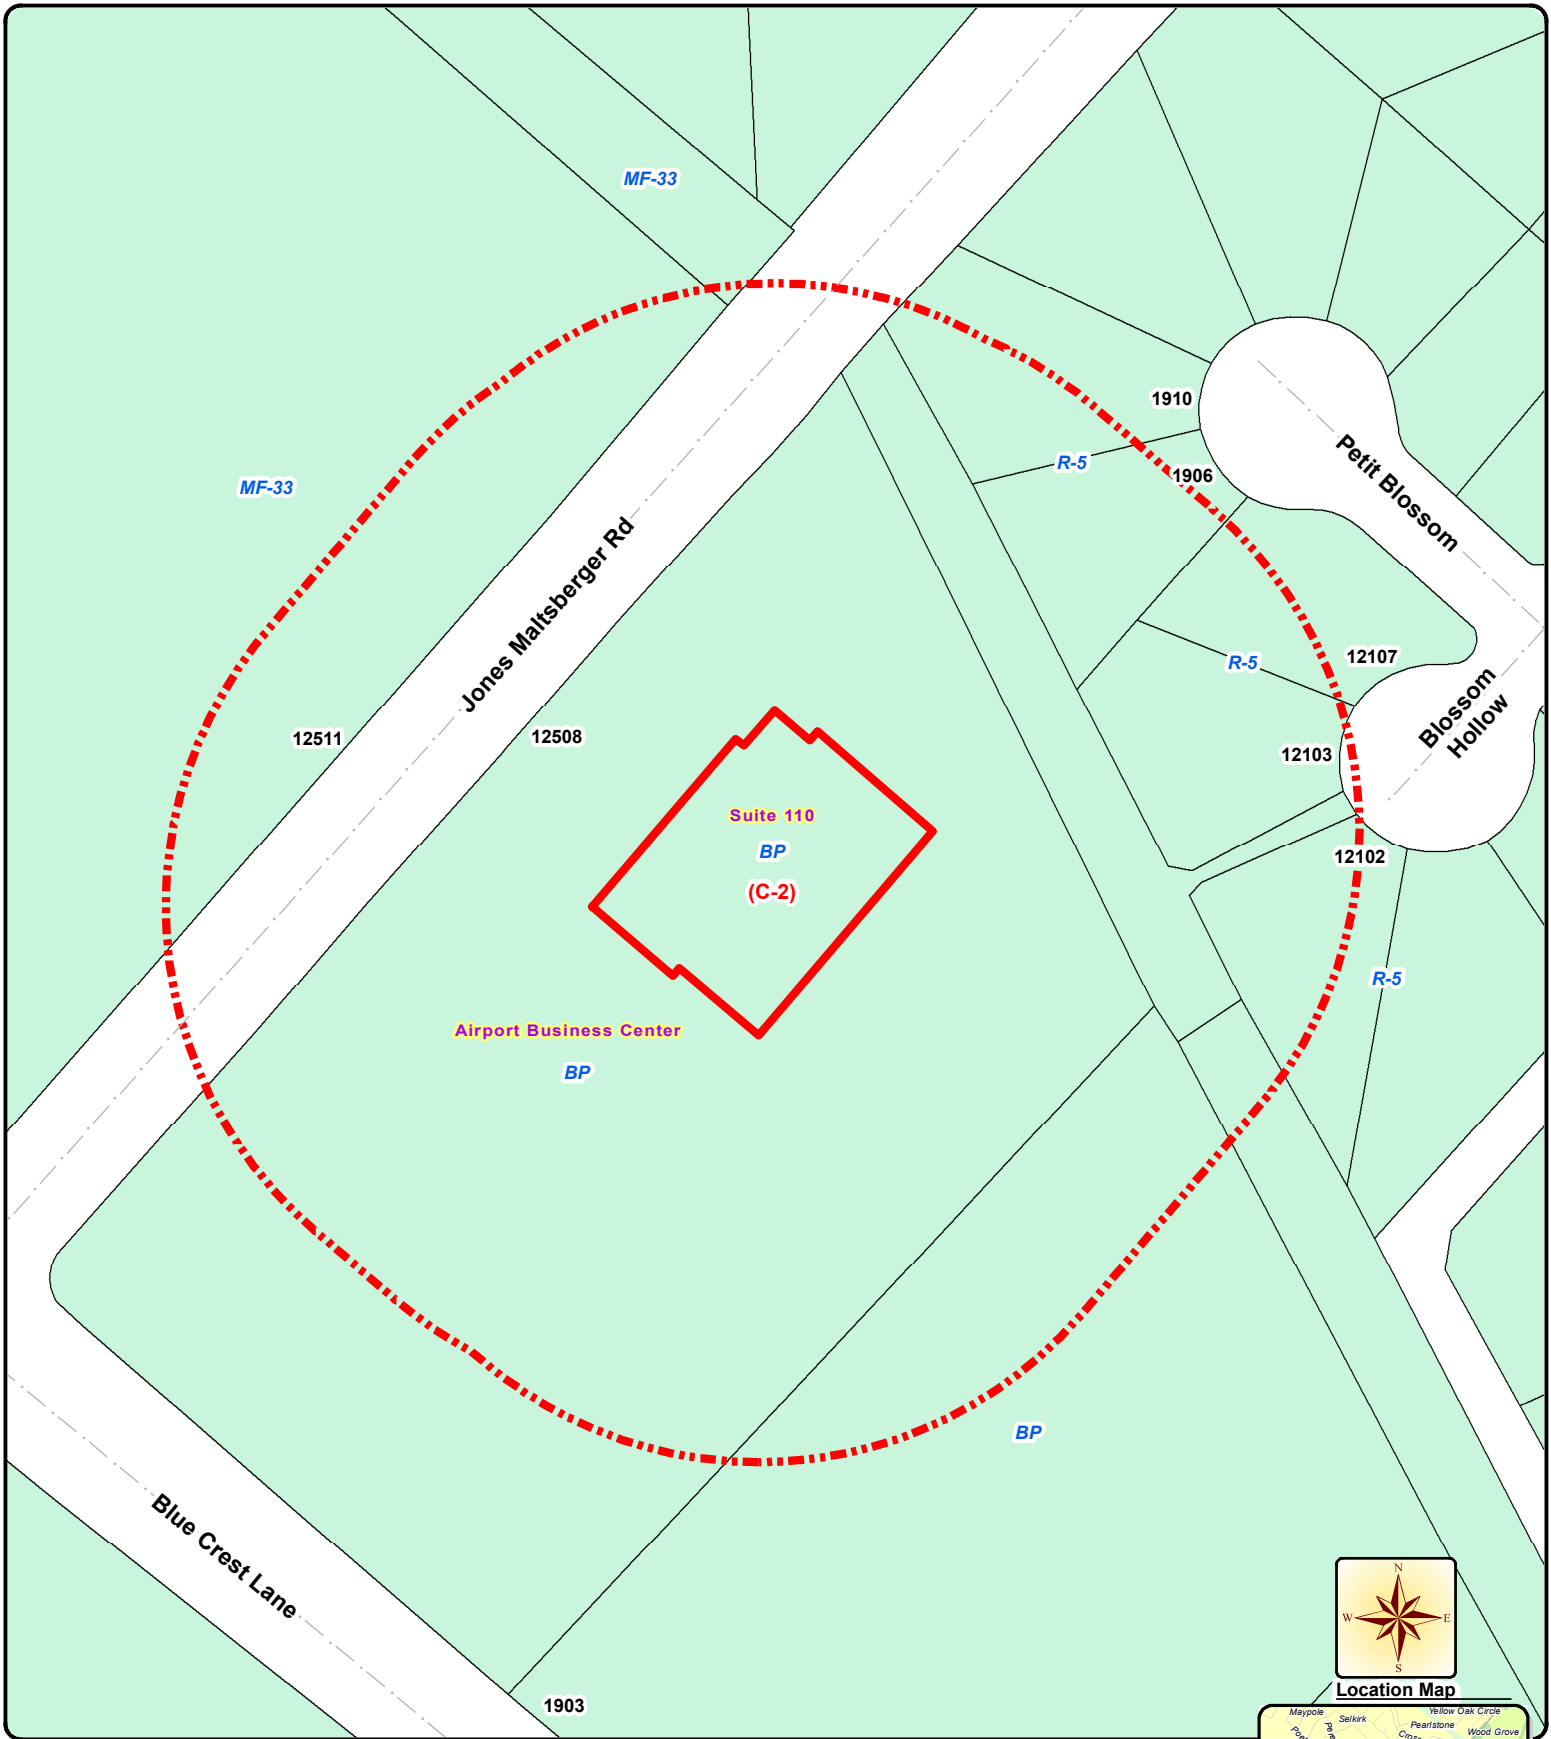 MF-33
1910
Petit Blossom
R-5
1906
MF-33
Jones Maltsberger Rd
12107
R-5
Blossom
Hollow
12511
12508
12103
Suite 110
BP
(C-2)
12102
R-5
Airport Business Center
BP
BP
Blue Crest Lane
N
W
E
S
Location Map
1903
Maypole
Selkirk
Yellow Oak Circle
Pearlstone
Wood Grove